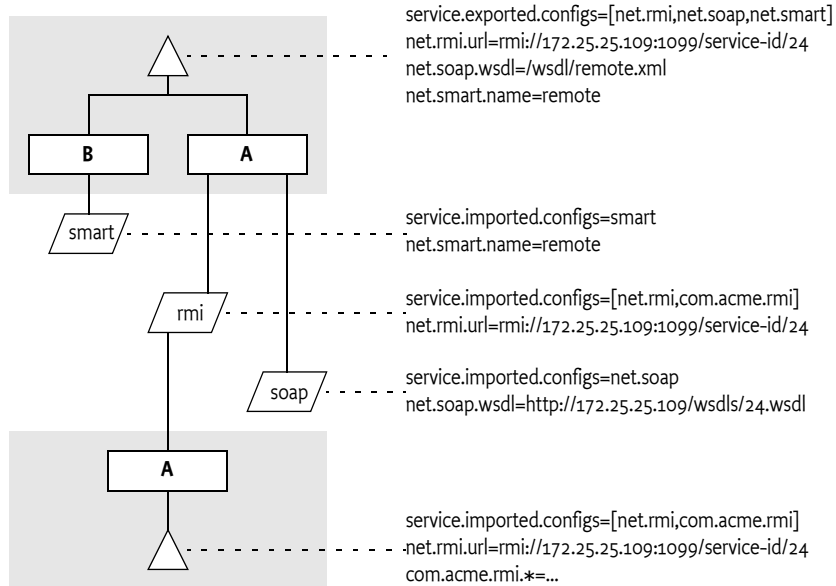 service.exported.configs=[net.rmi,net.soap,net.smart]
net.rmi.url=rmi://172.25.25.109:1099/service-id/24
net.soap.wsdl=/wsdl/remote.xml
net.smart.name=remote
B
A
smart
service.imported.configs=smart
net.smart.name=remote
rmi
service.imported.configs=[net.rmi,com.acme.rmi]
net.rmi.url=rmi://172.25.25.109:1099/service-id/24
soap
service.imported.configs=net.soap
net.soap.wsdl=http://172.25.25.109/wsdls/24.wsdl
A
service.imported.configs=[net.rmi,com.acme.rmi]
net.rmi.url=rmi://172.25.25.109:1099/service-id/24
com.acme.rmi.*=...